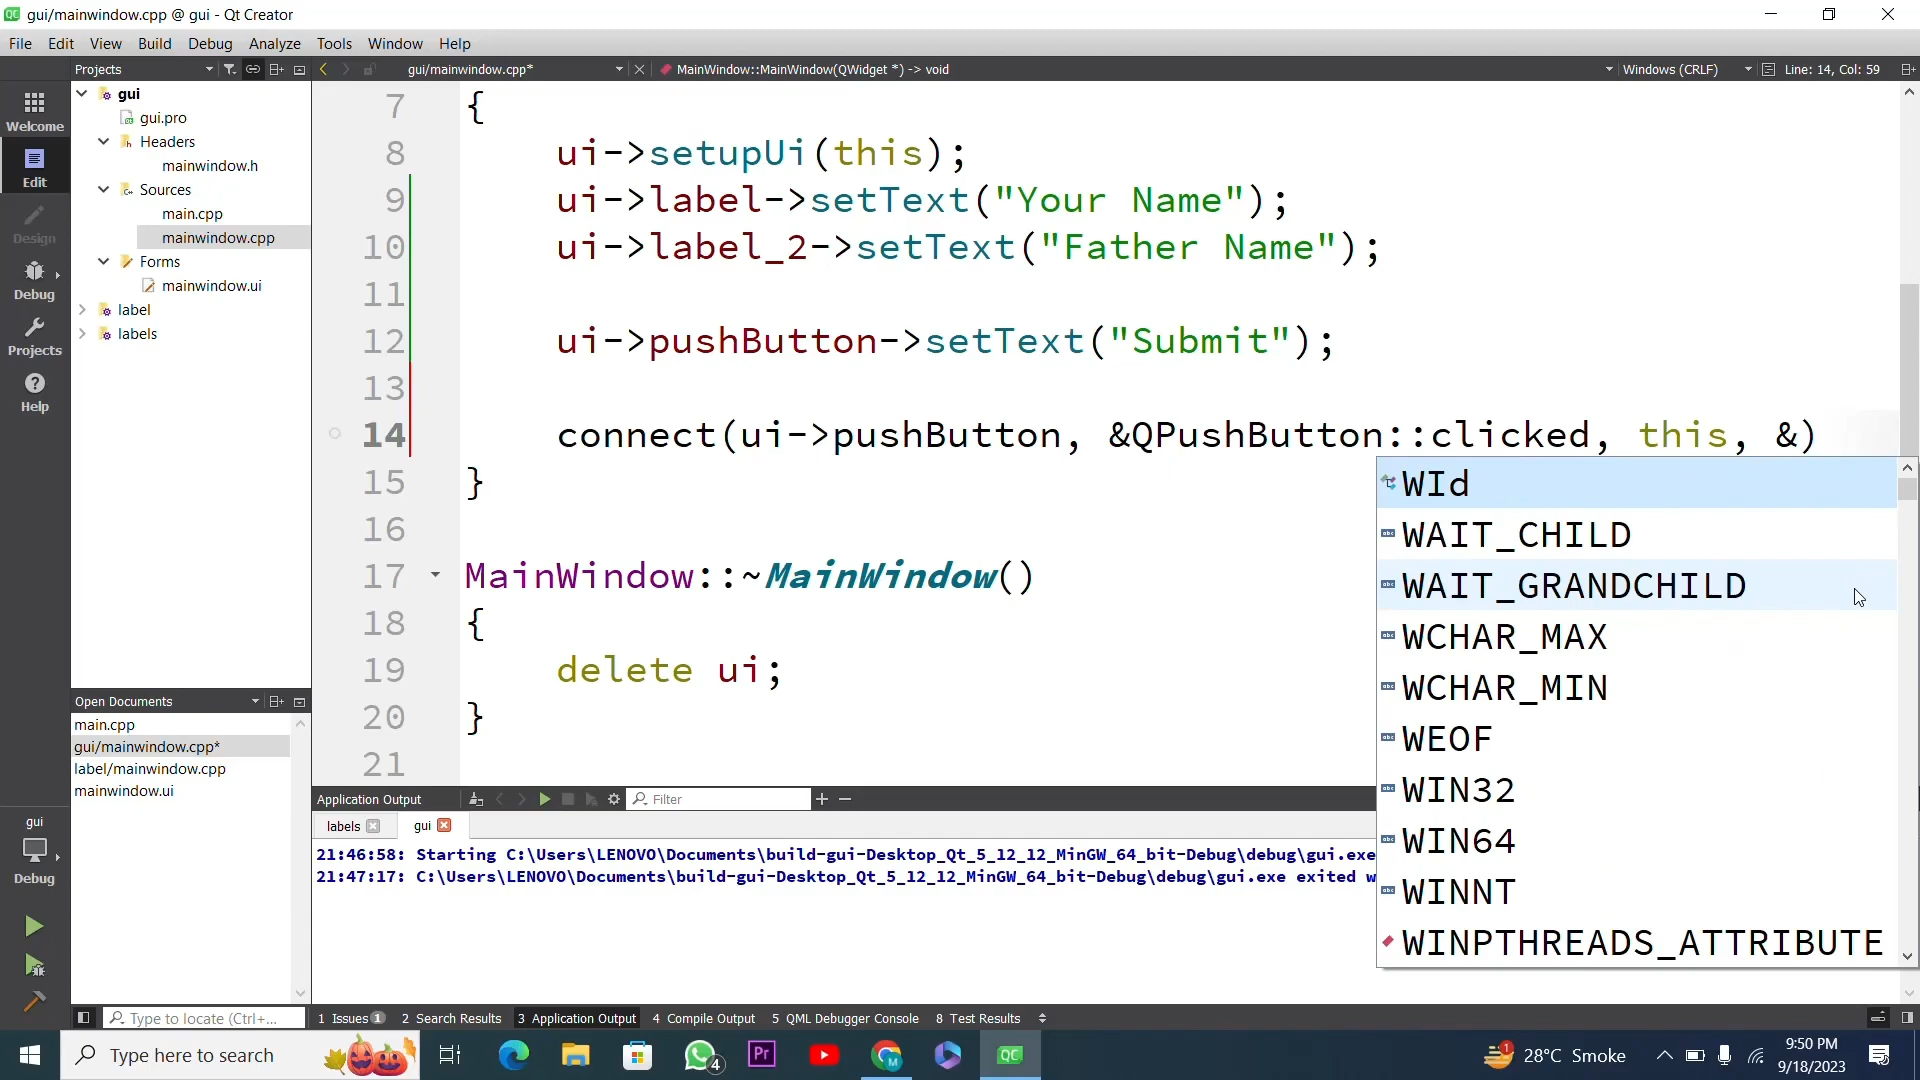 gui/mainwindow.cpp @ gui - Qt Creator
File Edit View Build Debug Analyze Tools Window Help
Projects gui/mainwindow.cpp* MainWindow::MainWindow(QWidget *) -> void Windows (CRLF) Line: 14, Col: 59
Welcome
Edit
Design
Debug
Projects
Help
gui
Debug
gui
gui.pro
Headers
mainwindow.h
Sources
main.cpp
mainwindow.cpp
Forms
mainwindow.ui
label
labels
Open Documents
main.cpp
gui/mainwindow.cpp*
label/mainwindow.cpp
mainwindow.ui
7 {
8 ui->setupUi(this);
9 ui->label->setText("Your Name");
10 ui->label_2->setText("Father Name");
11
12 ui->pushButton->setText("Submit");
13
14 connect(ui->pushButton, &QPushButton::clicked, this, &)
15 }
16
17 MainWindow::~MainWindow()
18 {
19 delete ui;
20 }
21
WId
WAIT_CHILD
WAIT_GRANDCHILD
WCHAR_MAX
WCHAR_MIN
WEOF
WIN32
WIN64
WINNT
WINPTHREADS_ATTRIBUTE
Application Output Filter
labels gui
21:46:58: Starting C:\Users\LENOVO\Documents\build-gui-Desktop_Qt_5_12_12_MinGW_64_bit-Debug\debug\gui.exe
21:47:17: C:\Users\LENOVO\Documents\build-gui-Desktop_Qt_5_12_12_MinGW_64_bit-Debug\debug\gui.exe exited w
Type to locate (Ctrl+... 1 Issues 1 2 Search Results 3 Application Output 4 Compile Output 5 QML Debugger Console 8 Test Results
Type here to search 4 Pr M QC 1 28°C Smoke 9:50 PM
9/18/2023